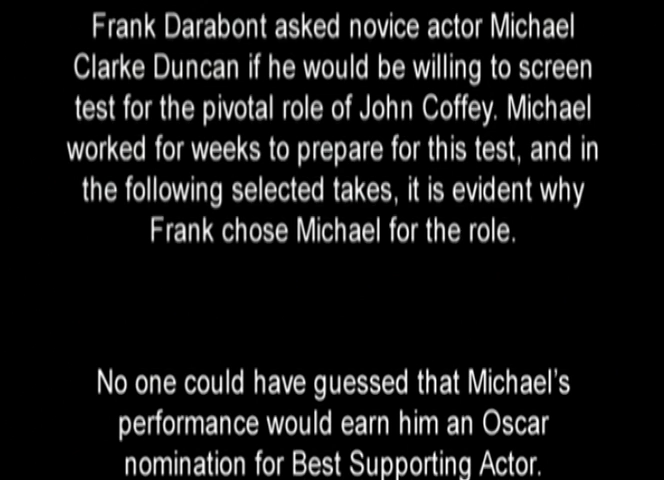 Frank Darabont asked novice actor Michael
Clarke Duncan if he would be willing to screen
test for the pivotal role of John Coffey. Michael
worked for weeks to prepare for this test, and in
the following selected takes, it is evident why
Frank chose Michael for the role.
No one could have guessed that Michael's
performance would earn him an Oscar
nomination for Best Supporting Actor.